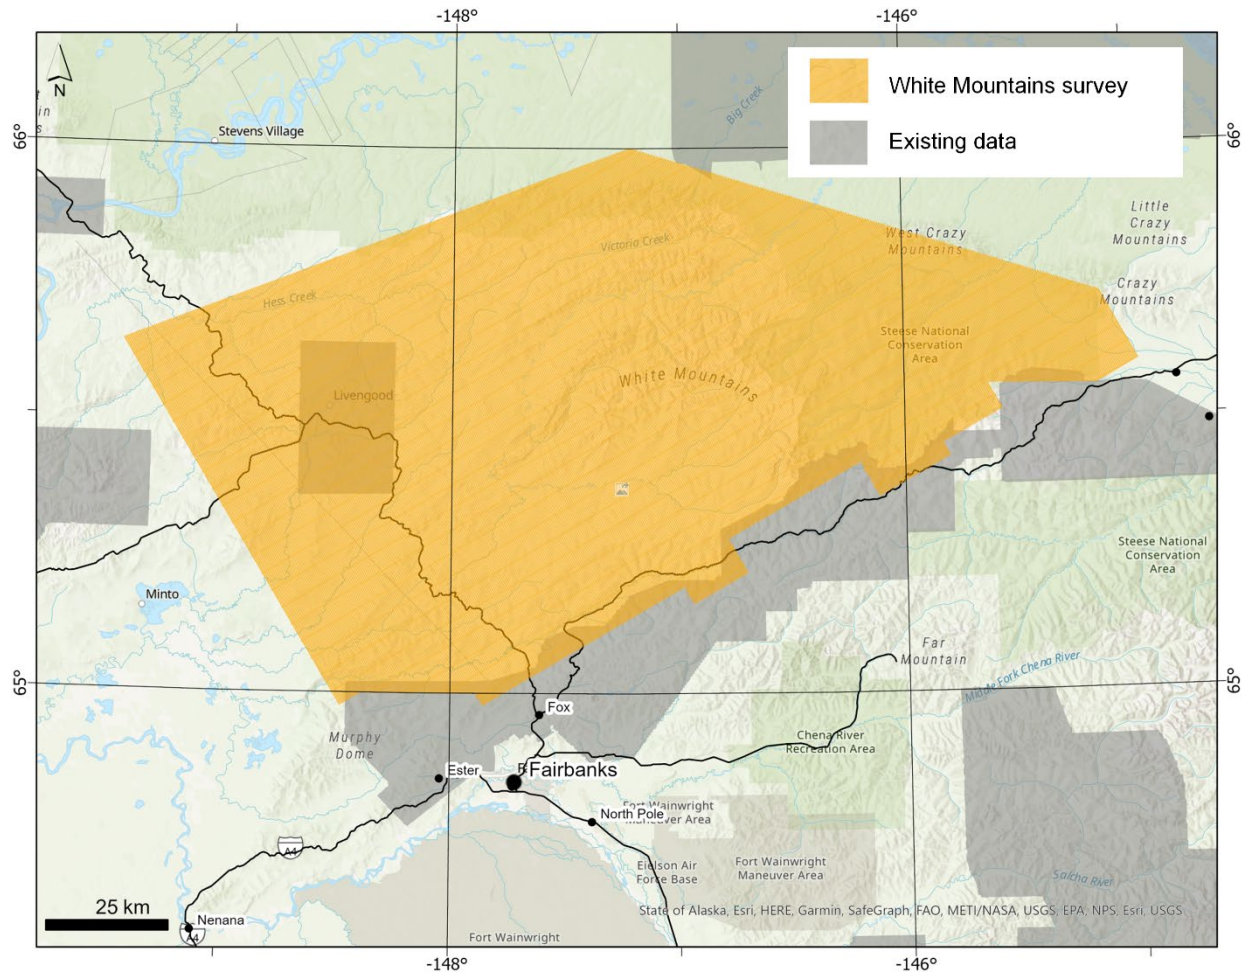 -148°
-146°
N
White Mountains survey
Existing data
Big Creek
66°
66°
in
Stevens Village
Little
Crazy
Mountains
West Crazy
Mountains
Victoria Creek
Crazy
Mountains
Hess Creek
Steese National
Conservation
Area
White Mountains
Livengood
Steese National
Conservation
Area
Minto
Far
Mountain
Middle Fork Chena River
65°
65°
Fox
Murphy
Dome
Chena River
Recreation Area
Ester
Fairbanks
Fort Wainwright
Maneuver Area
North Pole
Eielson Air
Force Base
Fort Wainwright
Maneuver Area
A4
Salcha River
25 km
Nenana
A4
Fort Wainwright
State of Alaska, Esri, HERE, Garmin, SafeGraph, FAO, METI/NASA, USGS, EPA, NPS, Esri, USGS
-148°
-146°